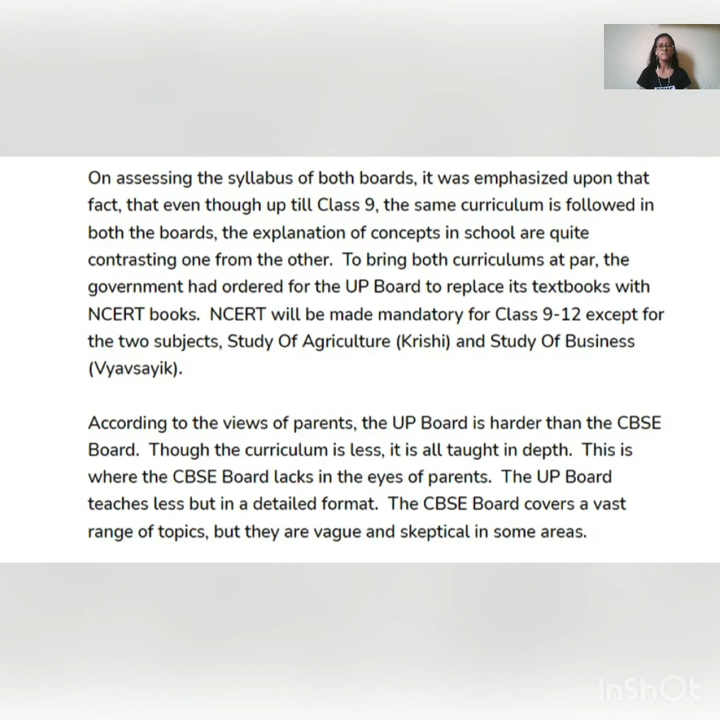 On assessing the syllabus of both boards, it was emphasized upon that
fact, that even though up till Class 9, the same curriculum is followed in
both the boards, the explanation of concepts in school are quite
contrasting one from the other. To bring both curriculums at par, the
government had ordered for the UP Board to replace its textbooks with
NCERT books. NCERT will be made mandatory for Class 9-12 except for
the two subjects, Study Of Agriculture (Krishi) and Study Of Business
(Vyavsayik).
According to the views of parents, the UP Board is harder than the CBSE
Board. Though the curriculum is less, it is all taught in depth. This is
where the CBSE Board lacks in the eyes of parents. The UP Board
teaches less but in a detailed format. The CBSE Board covers a vast
range of topics, but they are vague and skeptical in some areas.
InShOt